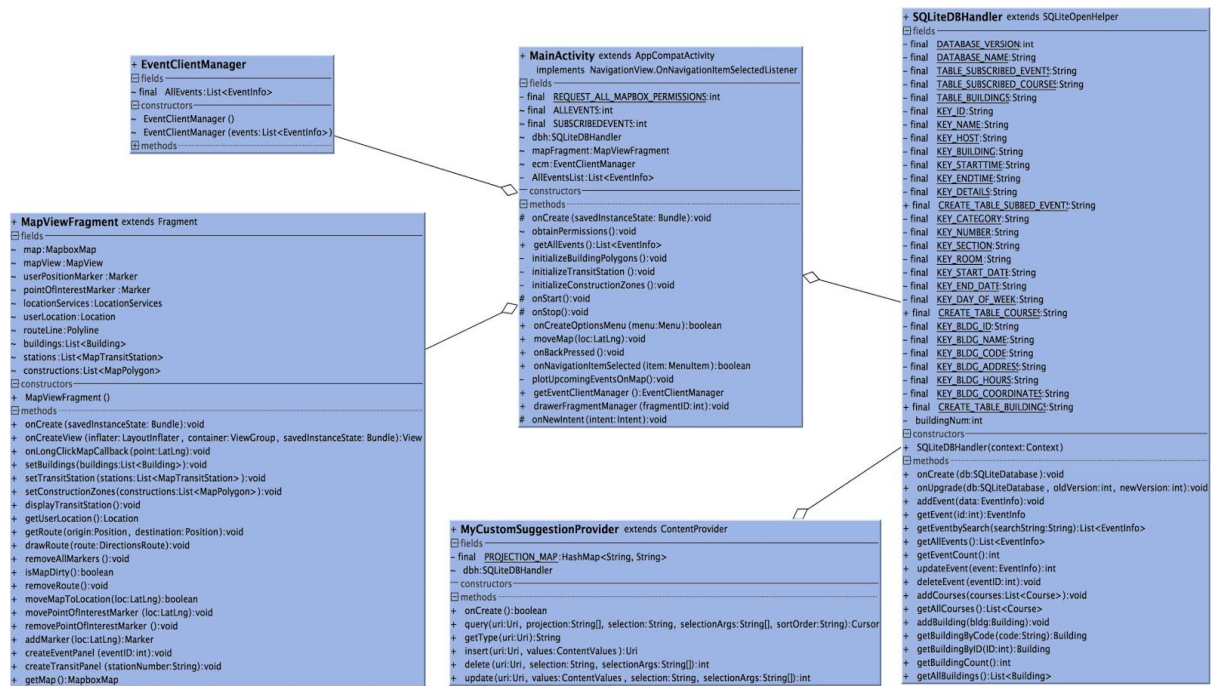 + EventClientManager
fields
~ final AllEvents:List<EventInfo>
constructors
~ EventClientManager ()
~ EventClientManager (events:List<EventInfo>)
methods
+ MapViewFragment extends Fragment
fields
~ map:MapboxMap
~ mapView:MapView
~ userPositionMarker:Marker
~ pointOfInterestMarker:Marker
~ locationServices:LocationServices
~ userLocation:Location
~ routeLine:Polyline
~ buildings:List<Building>
~ stations:List<MapTransitStation>
~ constructions:List<MapPolygon>
constructors
+ MapViewFragment ()
methods
+ onCreate (savedInstanceState: Bundle):void
+ onCreateView (inflater: LayoutInflater, container:ViewGroup, savedInstanceState: Bundle):View
+ onLongClickMapCallback (point:LatLng):void
+ setBuildings (buildings:List<Building>):void
+ setTransitStation (stations:List<MapTransitStation>):void
+ setConstructionZones (constructions:List<MapPolygon>):void
+ displayTransitStation():void
+ getUserLocation():Location
+ getRoute (origin:Position, destination: Position):void
+ drawRoute (route:DirectionsRoute):void
+ removeAllMarkers ():void
+ isMapDirty():boolean
+ removeRoute():void
+ moveMapToLocation(loc:LatLng):boolean
+ movePointOfInterestMarker (loc:LatLng):void
+ removePointOfInterestMarker ():void
+ addMarker (loc:LatLng):Marker
+ createEventPanel (eventID:int):void
+ createTransitPanel (stationNumber:String):void
+ getMap():MapboxMap
+ MainActivity extends AppCompatActivity
implements NavigationView.OnNavigationItemSelectedListener
fields
- final REQUEST_ALL_MAPBOX_PERMISSIONS:int
~ final ALLEVENTS:int
~ final SUBSCRIBEDEVENTS:int
~ dbh:SQLiteDBHandler
~ mapFragment:MapViewFragment
~ ecm:EventClientManager
~ AllEventsList:List<EventInfo>
constructors
methods
# onCreate (savedInstanceState: Bundle):void
~ obtainPermissions():void
+ getAllEvents():List<EventInfo>
- initializeBuildingPolygons ():void
- initializeTransitStation ():void
- initializeConstructionZones ():void
# onStart():void
# onStop():void
+ onCreateOptionsMenu (menu:Menu):boolean
+ moveMap(loc:LatLng):void
+ onBackPressed ():void
+ onNavigationItemSelected (item:MenuItem):boolean
- plotUpcomingEventsOnMap():void
+ getEventClientManager ():EventClientManager
+ drawerFragmentManager (fragmentID:int):void
# onNewIntent(intent:Intent):void
+ MyCustomSuggestionProvider extends ContentProvider
fields
- final PROJECTION_MAP:HashMap<String, String>
~ dbh:SQLiteDBHandler
constructors
methods
+ onCreate ():boolean
+ query(uri:Uri, projection:String[], selection:String, selectionArgs:String[], sortOrder:String):Cursor
+ getType (uri:Uri):String
+ insert(uri:Uri, values:ContentValues):Uri
+ delete (uri:Uri, selection:String, selectionArgs:String[]):int
+ update(uri:Uri, values:ContentValues, selection:String, selectionArgs:String[]):int
+ SQLiteDBHandler extends SQLiteOpenHelper
fields
- final DATABASE_VERSION:int
- final DATABASE_NAME:String
- final TABLE_SUBSCRIBED_EVENTS:String
- final TABLE_SUBSCRIBED_COURSES:String
- final TABLE_BUILDINGS:String
- final KEY_ID:String
- final KEY_NAME:String
- final KEY_HOST:String
- final KEY_BUILDING:String
- final KEY_STARTTIME:String
- final KEY_ENDTIME:String
- final KEY_DETAILS:String
+ final CREATE_TABLE_SUBBED_EVENTS:String
- final KEY_CATEGORY:String
- final KEY_NUMBER:String
- final KEY_SECTION:String
- final KEY_ROOM:String
- final KEY_START_DATE:String
- final KEY_END_DATE:String
- final KEY_DAY_OF_WEEK:String
+ final CREATE_TABLE_COURSES:String
- final KEY_BLDG_ID:String
- final KEY_BLDG_NAME:String
- final KEY_BLDG_CODE:String
- final KEY_BLDG_ADDRESS:String
- final KEY_BLDG_HOURS:String
- final KEY_BLDG_COORDINATES:String
+ final CREATE_TABLE_BUILDINGS:String
- buildingNum:int
constructors
+ SQLiteDBHandler(context:Context)
methods
+ onCreate (db:SQLiteDatabase):void
+ onUpgrade(db:SQLiteDatabase, oldVersion:int, newVersion:int):void
+ addEvent(data:EventInfo):void
+ getEvent(id:int):EventInfo
+ getEventbySearch (searchString:String):List<EventInfo>
+ getAllEvents():List<EventInfo>
+ getEventCount():int
+ updateEvent(event:EventInfo):int
+ deleteEvent (eventID:int):void
+ addCourses(courses:List<Course>):void
+ getAllCourses():List<Course>
+ addBuilding(bldg:Building):void
+ getBuildingByCode (code:String):Building
+ getBuildingByID(ID:int):Building
+ getBuildingCount():int
+ getAllBuildings():List<Building>